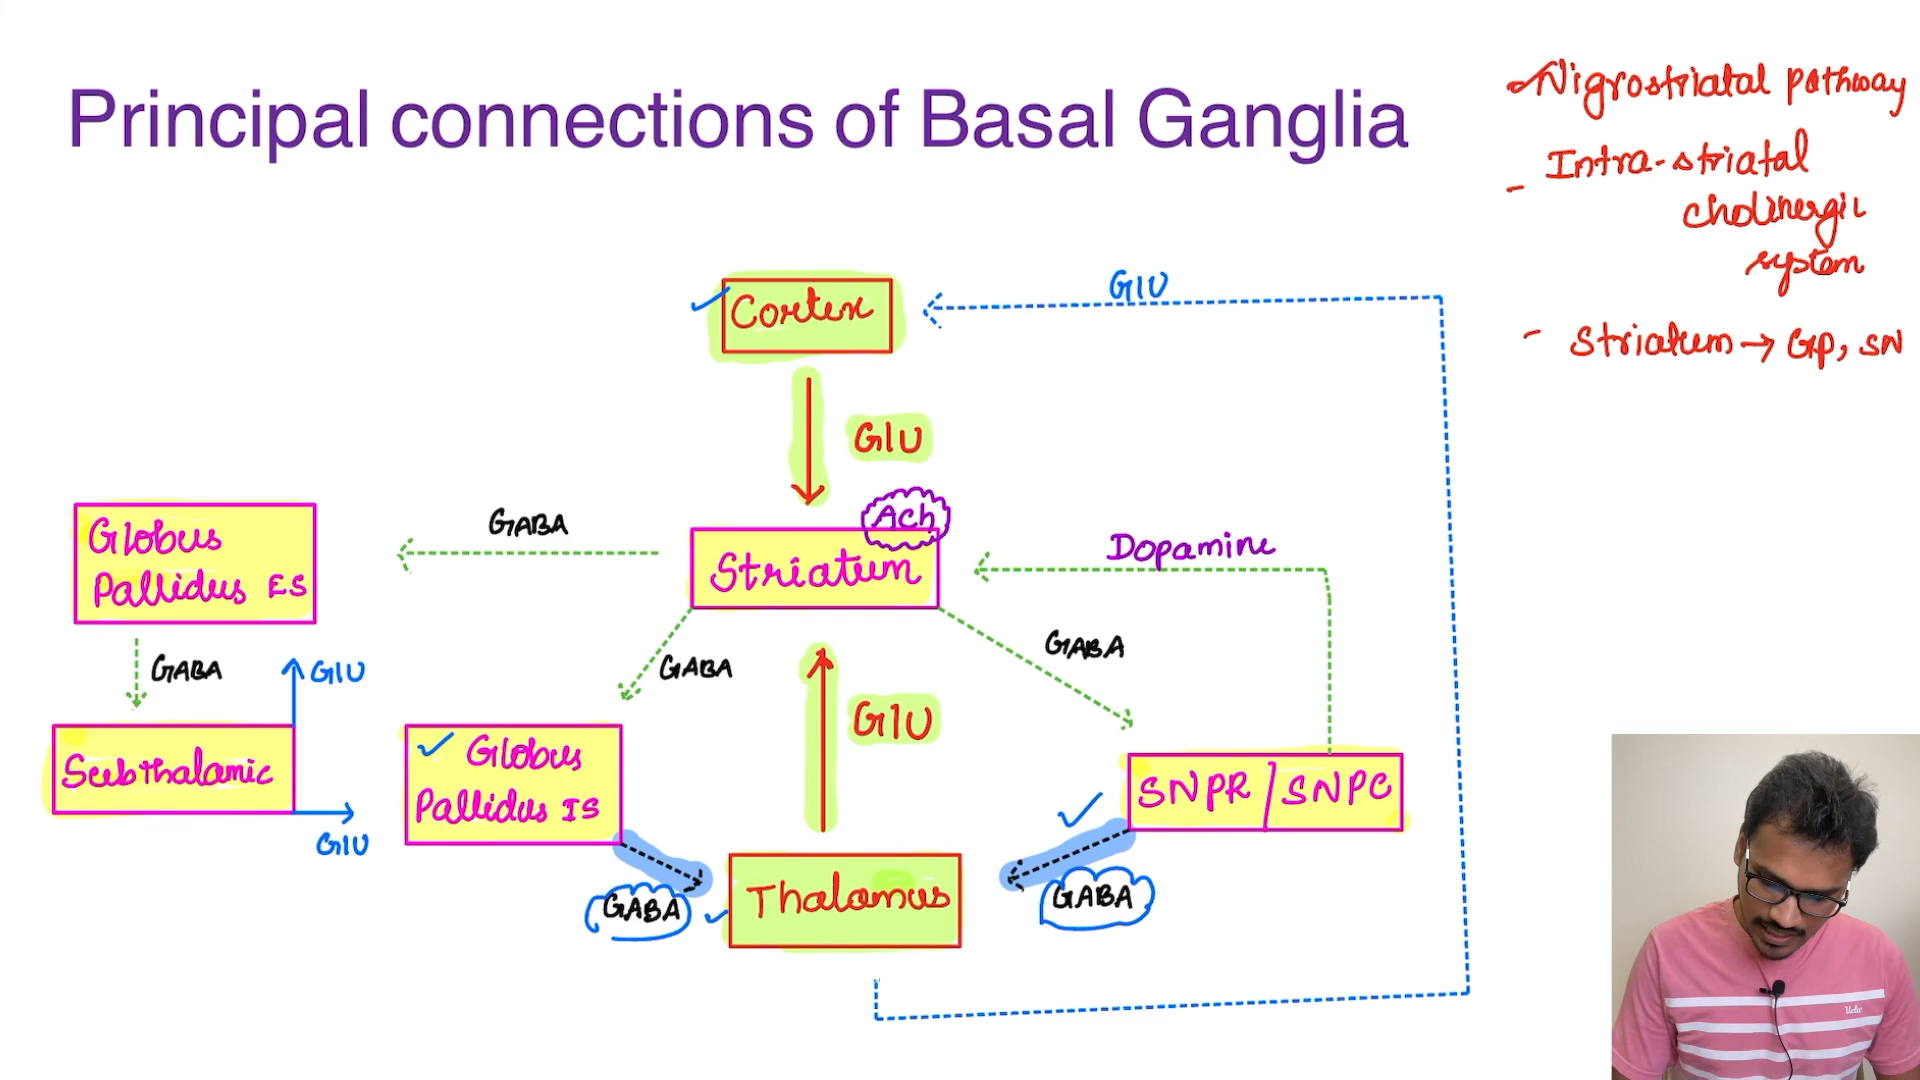 Principal connections of Basal Ganglia
Nigrostriatal pathway
- Intra-striatal
cholinergic
system
- Striatum → GP, SN
Cortex
Glu
Glu
Ach
Striatum
Dopamine
GABA
Globus
Pallidus ES
GABA
Glu
GABA
GABA
Glu
Subthalamic
Glu
Globus
Pallidus IS
SNPR / SNPC
GABA
Thalamus
GABA